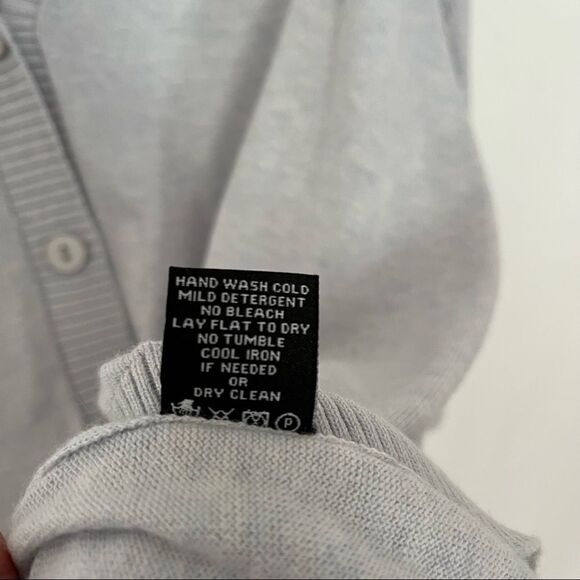 HAND WASH COLD
MILD DETERGENT
NO BLEACH
LAY FLAT TO DRY
NO TUMBLE
COOL IRON
IF NEEDED
OR
DRY CLEAN
P